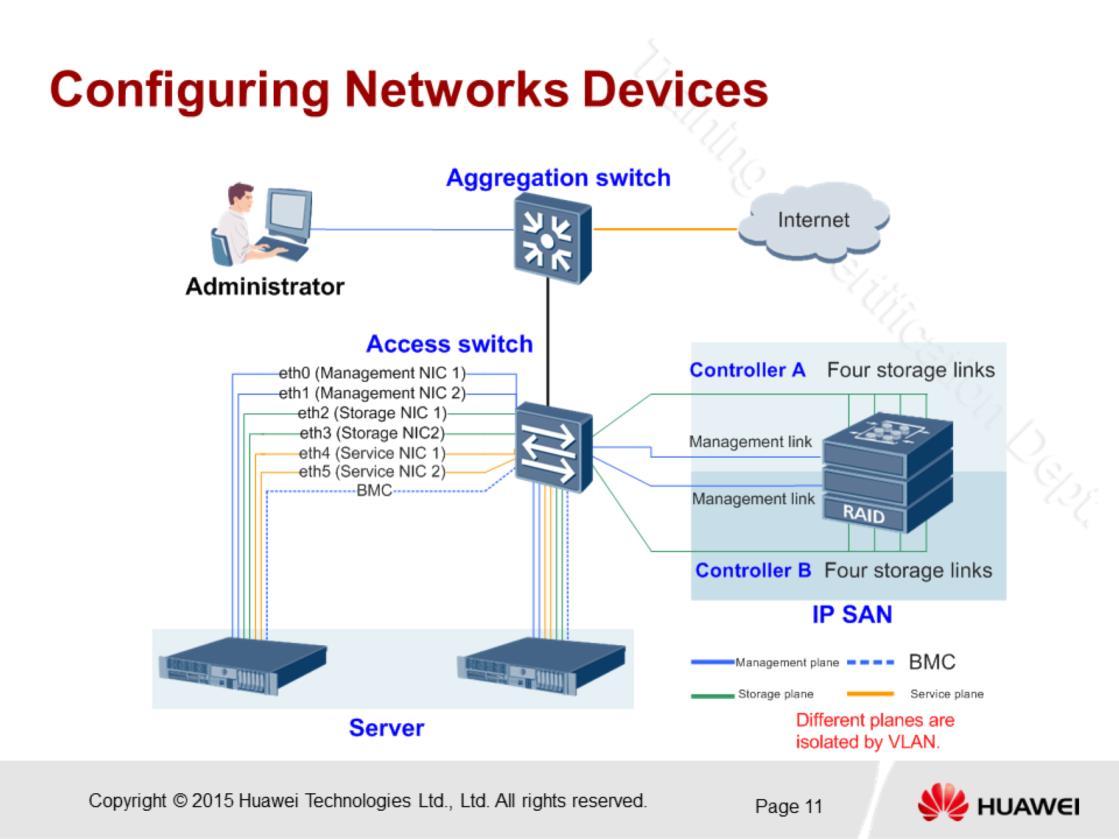 Configuring Networks Devices
Training Certification Dept.
Aggregation switch
Internet
Administrator
Access switch
eth0 (Management NIC 1)
eth1 (Management NIC 2)
eth2 (Storage NIC 1)
eth3 (Storage NIC2)
eth4 (Service NIC 1)
eth5 (Service NIC 2)
BMC
Controller A Four storage links
Management link
Management link
RAID
Controller B Four storage links
IP SAN
Management plane BMC
Storage plane Service plane
Different planes are
isolated by VLAN.
Server
Copyright © 2015 Huawei Technologies Ltd., Ltd. All rights reserved.
Page 11
HUAWEI